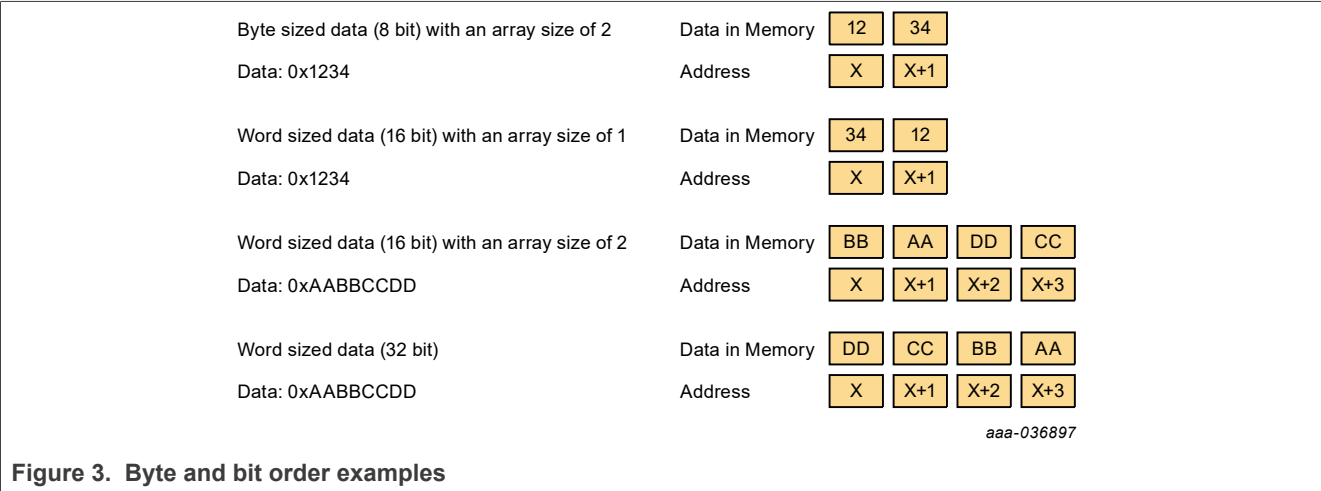 Byte sized data (8 bit) with an array size of 2 Data in Memory 12 34
Data: 0x1234 Address X X+1
Word sized data (16 bit) with an array size of 1 Data in Memory 34 12
Data: 0x1234 Address X X+1
Word sized data (16 bit) with an array size of 2 Data in Memory BB AA DD CC
Data: 0xAABBCCDD Address X X+1 X+2 X+3
Word sized data (32 bit) Data in Memory DD CC BB AA
Data: 0xAABBCCDD Address X X+1 X+2 X+3
aaa-036897
Figure 3. Byte and bit order examples